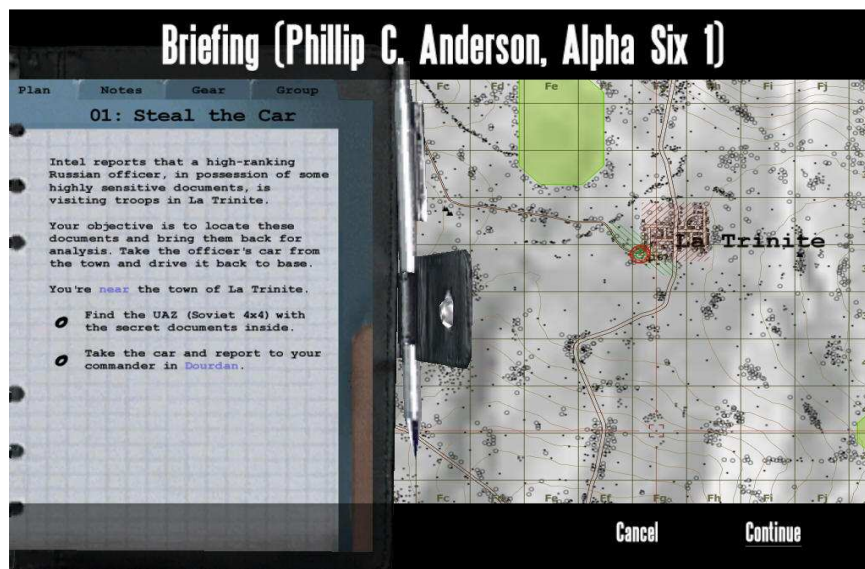 Briefing (Phillip C. Anderson, Alpha Six 1)
Plan Notes Gear Group
01: Steal the Car
Intel reports that a high-ranking
Russian officer, in possession of some
highly sensitive documents, is
visiting troops in La Trinite.
Your objective is to locate these
documents and bring them back for
analysis. Take the officer's car from
the town and drive it back to base.
You're near the town of La Trinite.
Find the UAZ (Soviet 4x4) with
the secret documents inside.
Take the car and report to your
commander in Dourdan.
Fc Fd Fe Fh Fi Fj
La Trinite
Fc Fd Fe Ff Fg Fh Fi Fj
Cancel Continue